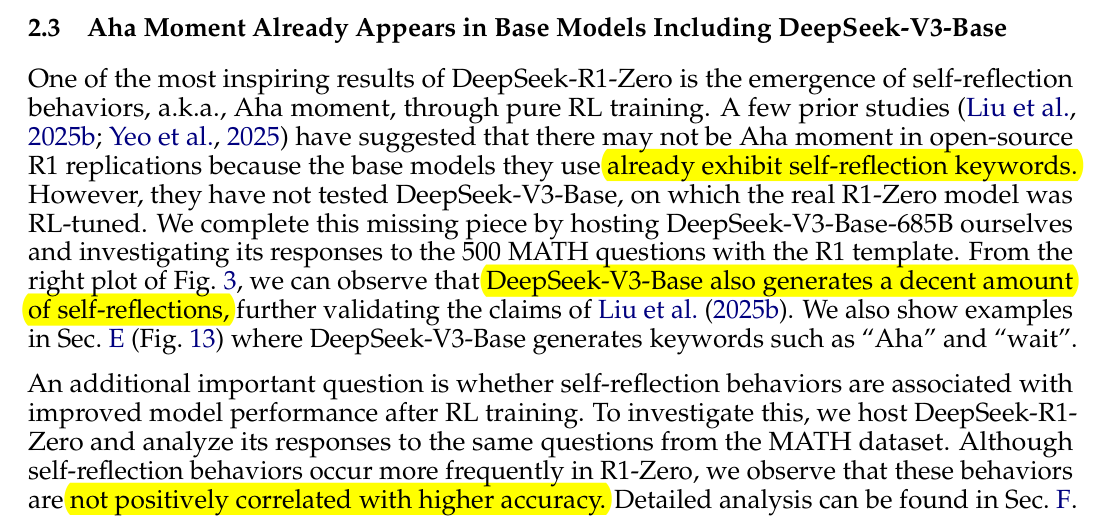 2.3 Aha Moment Already Appears in Base Models Including DeepSeek-V3-Base
One of the most inspiring results of DeepSeek-R1-Zero is the emergence of self-reflection
behaviors, a.k.a., Aha moment, through pure RL training. A few prior studies (Liu et al.,
2025b; Yeo et al., 2025) have suggested that there may not be Aha moment in open-source
R1 replications because the base models they use already exhibit self-reflection keywords.
However, they have not tested DeepSeek-V3-Base, on which the real R1-Zero model was
RL-tuned. We complete this missing piece by hosting DeepSeek-V3-Base-685B ourselves
and investigating its responses to the 500 MATH questions with the R1 template. From the
right plot of Fig. 3, we can observe that DeepSeek-V3-Base also generates a decent amount
of self-reflections, further validating the claims of Liu et al. (2025b). We also show examples
in Sec. E (Fig. 13) where DeepSeek-V3-Base generates keywords such as “Aha” and “wait”.
An additional important question is whether self-reflection behaviors are associated with
improved model performance after RL training. To investigate this, we host DeepSeek-R1-
Zero and analyze its responses to the same questions from the MATH dataset. Although
self-reflection behaviors occur more frequently in R1-Zero, we observe that these behaviors
are not positively correlated with higher accuracy. Detailed analysis can be found in Sec. F.